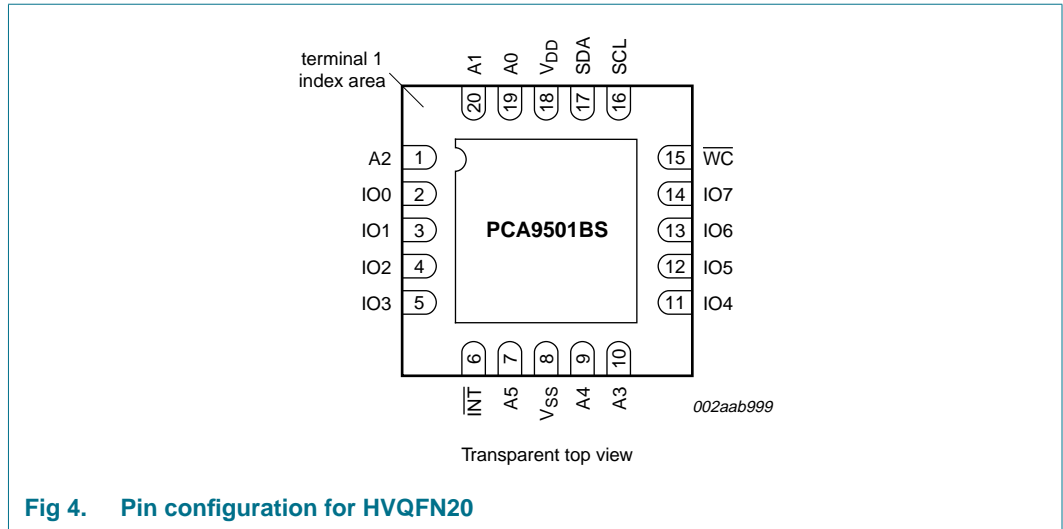 terminal 1
index area
A1
A0
VDD
SDA
SCL
20
19
18
17
16
A2 1
15 WC
IO0 2
14 IO7
IO1 3
PCA9501BS
13 IO6
IO2 4
12 IO5
IO3 5
11 IO4
6
7
8
9
10
INT
A5
VSS
A4
A3
002aab999
Transparent top view
Fig 4. Pin configuration for HVQFN20